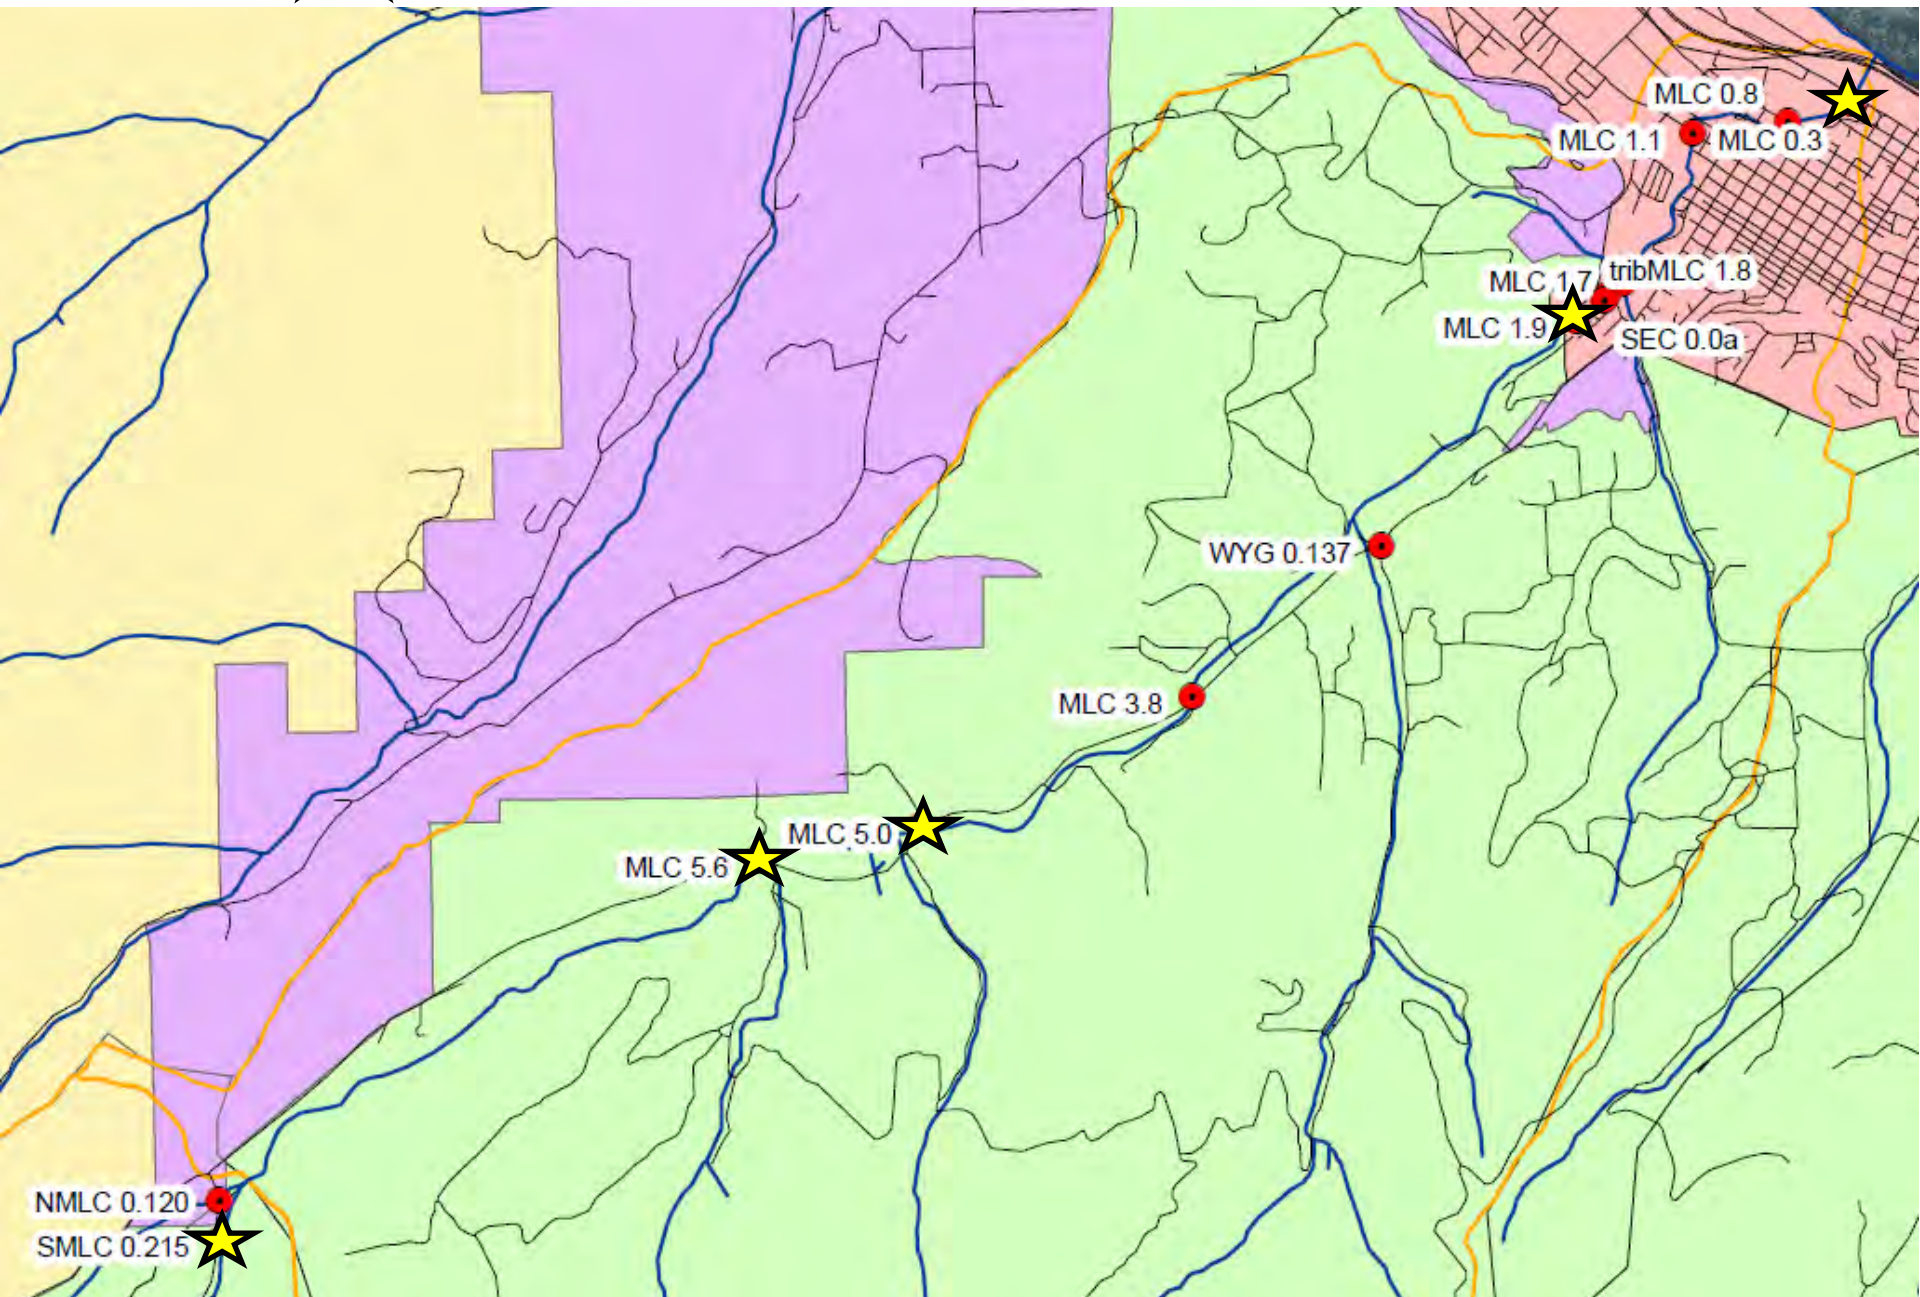 MLC 0.8
MLC 1.1
MLC 0.3
tribMLC 1.8
MLC 1.7
MLC 1.9
SEC 0.0a
WYG 0.137
MLC 3.8
MLC 5.0
MLC 5.6
NMLC 0.120
SMLC 0.215